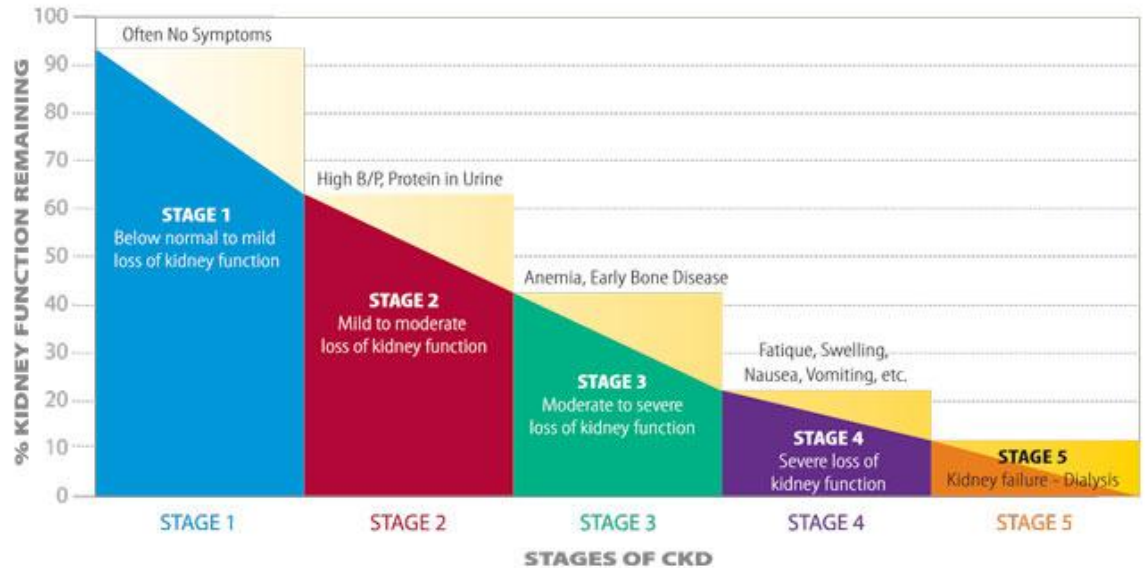 100
90
80
70
60
50
40
30
20
10
0
% KIDNEY FUNCTION REMAINING
Often No Symptoms
STAGE 1
Below normal to mild
loss of kidney function
High B/P, Protein in Urine
STAGE 2
Mild to moderate
loss of kidney function
Anemia, Early Bone Disease
STAGE 3
Moderate to severe
loss of kidney function
Fatique, Swelling,
Nausea, Vomiting, etc.
STAGE 4
Severe loss of
kidney function
STAGE 5
Kidney failure - Dialysis
STAGE 1
STAGE 2
STAGE 3
STAGE 4
STAGE 5
STAGES OF CKD